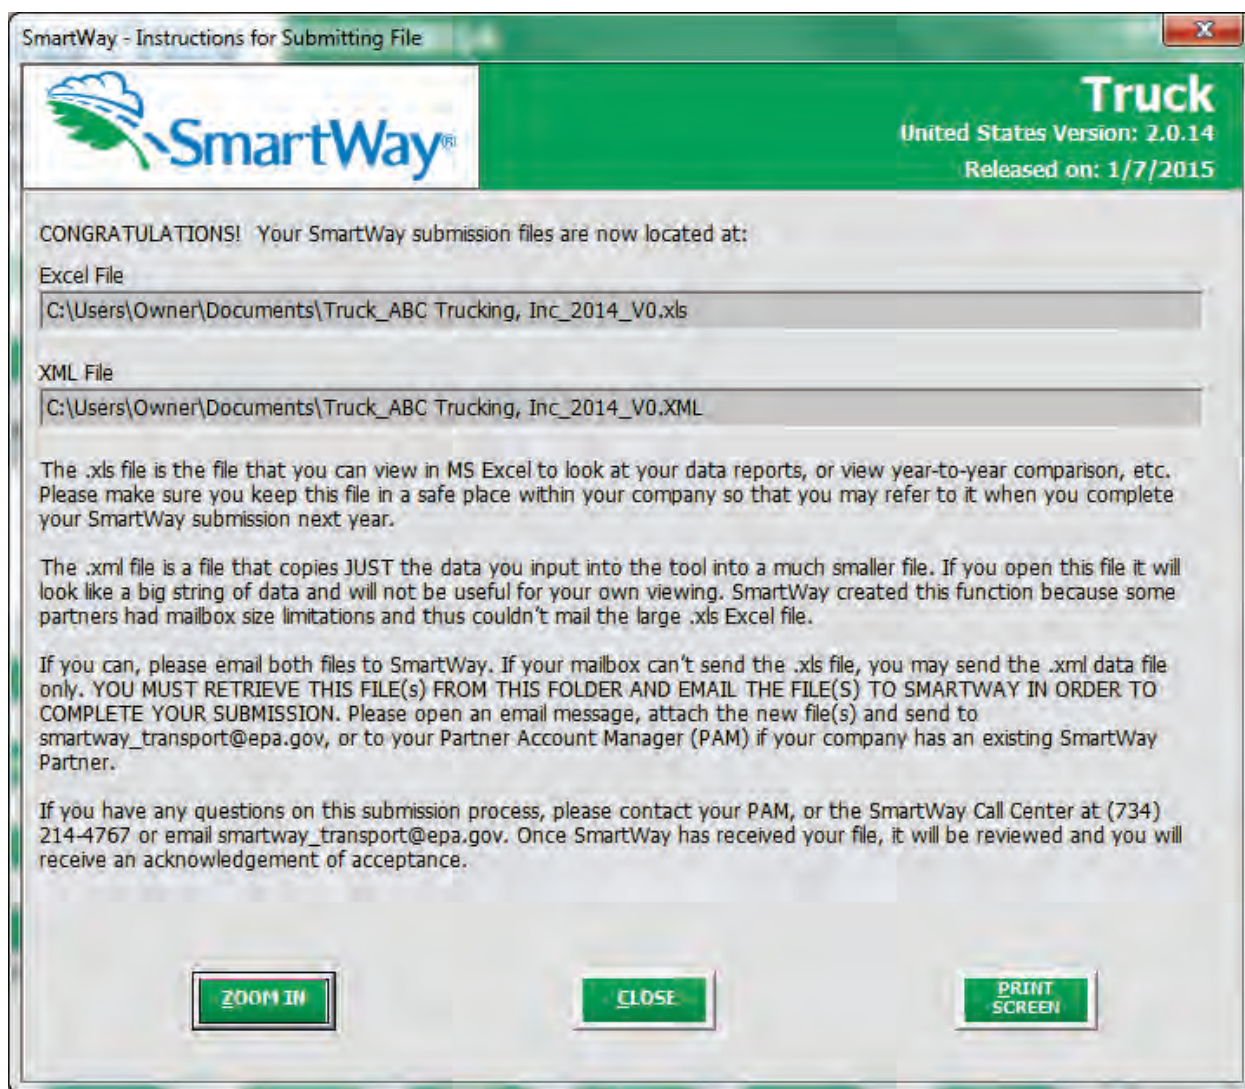 SmartWay - Instructions for Submitting File
X
SmartWay®
Truck
United States Version: 2.0.14
Released on: 1/7/2015
CONGRATULATIONS!  Your SmartWay submission files are now located at:
Excel File
C:\Users\Owner\Documents\Truck_ABC Trucking, Inc_2014_V0.xls
XML File
C:\Users\Owner\Documents\Truck_ABC Trucking, Inc_2014_V0.XML
The .xls file is the file that you can view in MS Excel to look at your data reports, or view year-to-year comparison, etc.
Please make sure you keep this file in a safe place within your company so that you may refer to it when you complete
your SmartWay submission next year.
The .xml file is a file that copies JUST the data you input into the tool into a much smaller file. If you open this file it will
look like a big string of data and will not be useful for your own viewing. SmartWay created this function because some
partners had mailbox size limitations and thus couldn't mail the large .xls Excel file.
If you can, please email both files to SmartWay. If your mailbox can't send the .xls file, you may send the .xml data file
only. YOU MUST RETRIEVE THIS FILE(s) FROM THIS FOLDER AND EMAIL THE FILE(S) TO SMARTWAY IN ORDER TO
COMPLETE YOUR SUBMISSION. Please open an email message, attach the new file(s) and send to
smartway_transport@epa.gov, or to your Partner Account Manager (PAM) if your company has an existing SmartWay
Partner.
If you have any questions on this submission process, please contact your PAM, or the SmartWay Call Center at (734)
214-4767 or email smartway_transport@epa.gov. Once SmartWay has received your file, it will be reviewed and you will
receive an acknowledgement of acceptance.
ZOOM IN
CLOSE
PRINT
SCREEN